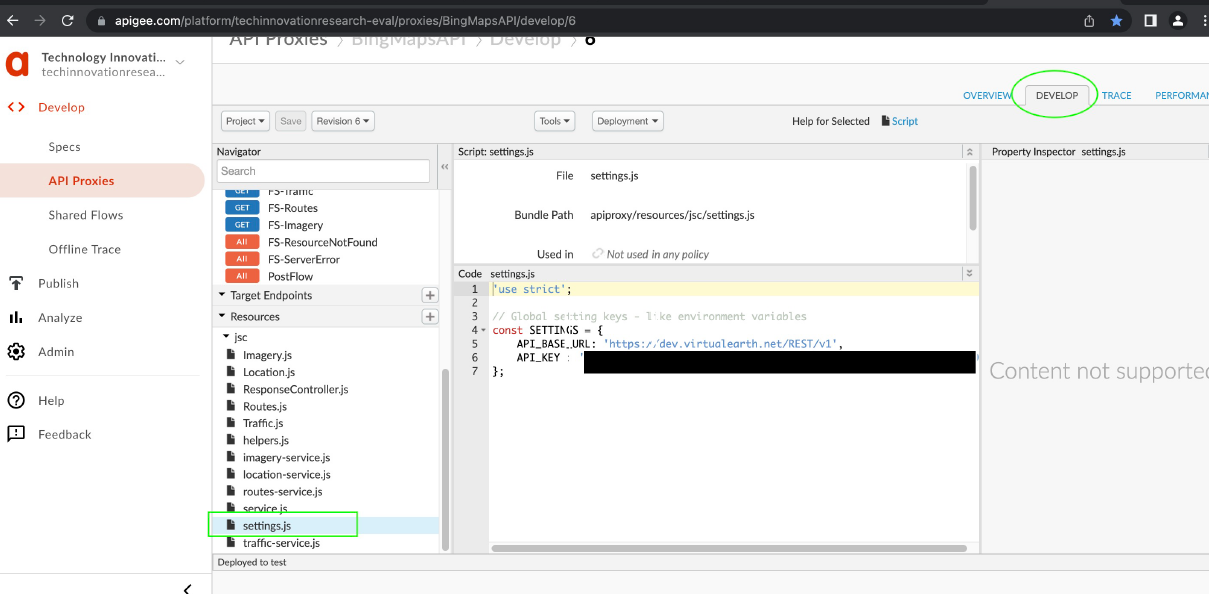 apigee.com/platform/techinnovationresearch-eval/proxies/BingMapsAPI/develop/6
Technology Innovati...
techinnovationresea...
Develop
Specs
API Proxies
Shared Flows
Offline Trace
Publish
Analyze
Admin
Help
Feedback
API Proxies > BingMapsAPI > Develop > 6
OVERVIEW DEVELOP TRACE
Project Save Revision 6 Tools Deployment Help for Selected Script
Navigator
Search
GET FS-Traffic
GET FS-Routes
GET FS-Imagery
All FS-ResourceNotFound
All FS-ServerError
All PostFlow
Target Endpoints +
Resources +
jsc
Imagery.js
Location.js
ResponseController.js
Routes.js
Traffic.js
helpers.js
imagery-service.js
location-service.js
routes-service.js
service.js
settings.js
traffic-service.js
Deployed to test
Script: settings.js
File settings.js
Bundle Path apiproxy/resources/jsc/settings.js
Used in Not used in any policy
Code settings.js
1 'use strict';
2
3 // Global setting keys - like environment variables
4 const SETTINGS = {
5 API_BASE_URL: 'https://dev.virtualearth.net/REST/v1',
6 API_KEY : '
7 };
Property Inspector settings.js
Content not